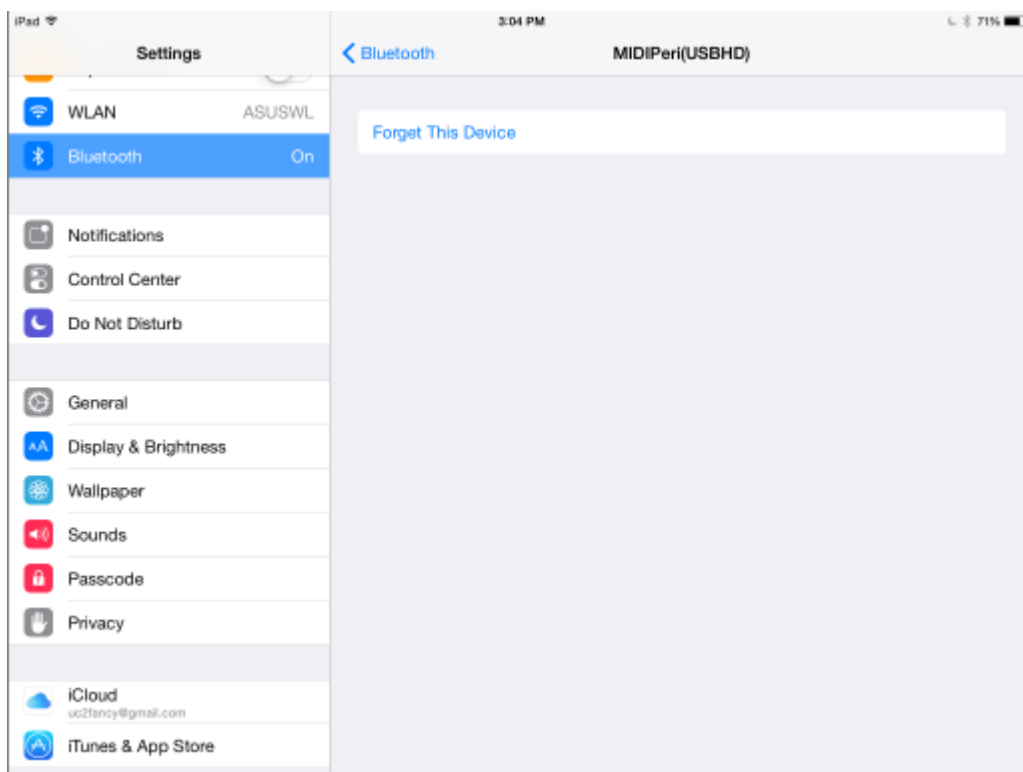 iPad 3:04 PM 71%
Settings
Bluetooth MIDIPeri(USBHD)
WLAN ASUSWL
Forget This Device
Bluetooth On
Notifications
Control Center
Do Not Disturb
General
AA Display & Brightness
Wallpaper
Sounds
Passcode
Privacy
iCloud
uc2fancy@gmail.com
iTunes & App Store